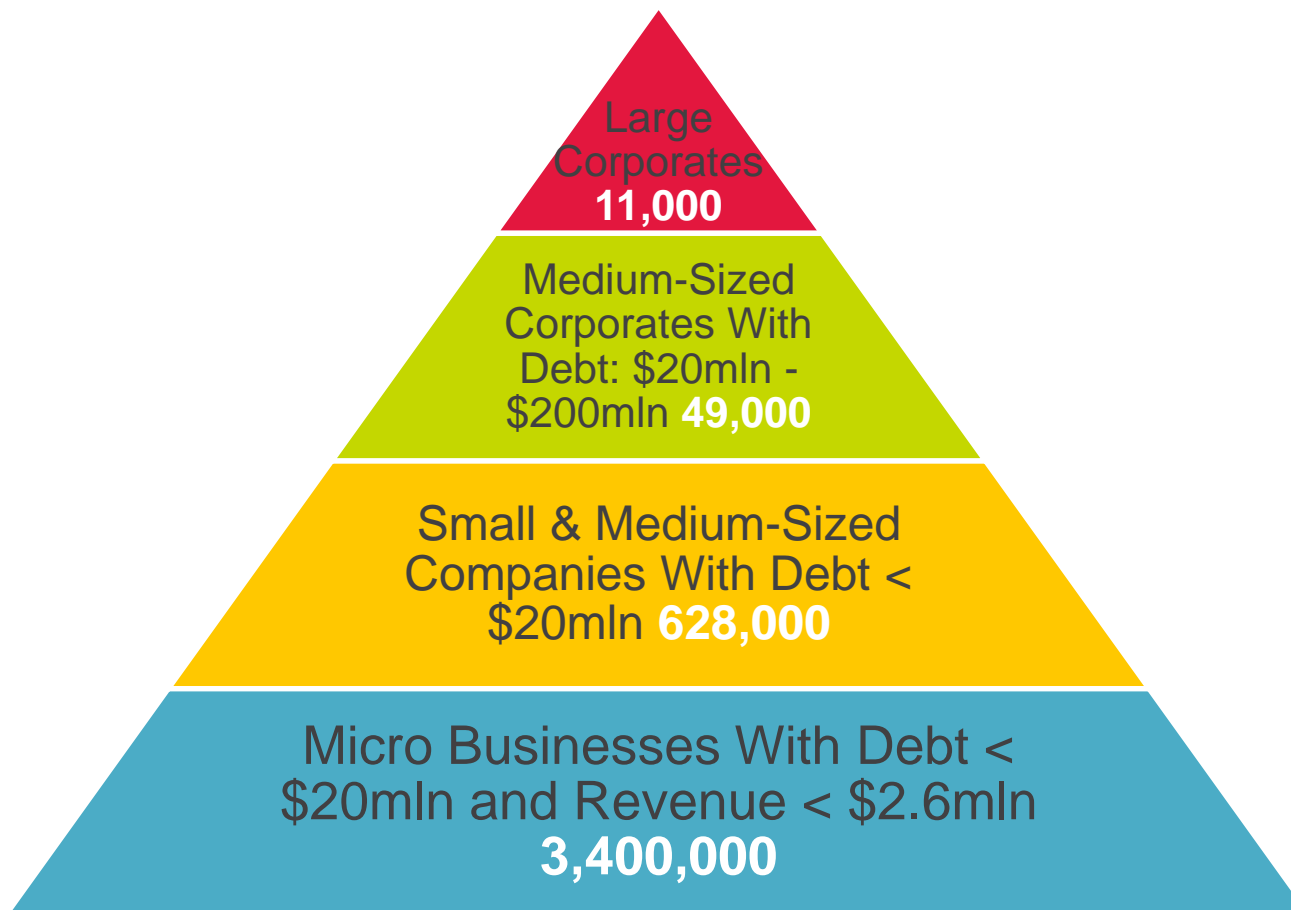 Large
Corporates
11,000
Medium-Sized
Corporates With
Debt: $20mln -
$200mln 49,000
Small & Medium-Sized
Companies With Debt <
$20mln 628,000
Micro Businesses With Debt <
$20mln and Revenue < $2.6mln
3,400,000